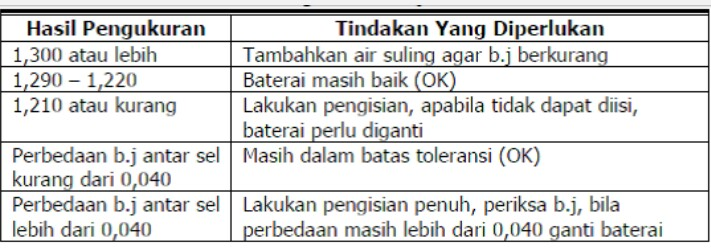 Hasil Pengukuran Tindakan Yang Diperlukan
1,300 atau lebih Tambahkan air suling agar b.j berkurang
1,290 – 1,220 Baterai masih baik (OK)
1,210 atau kurang Lakukan pengisian, apabila tidak dapat diisi,
baterai perlu diganti
Perbedaan b.j antar sel Masih dalam batas toleransi (OK)
kurang dari 0,040
Perbedaan b.j antar sel Lakukan pengisian penuh, periksa b.j, bila
lebih dari 0,040 perbedaan masih lebih dari 0,040 ganti baterai